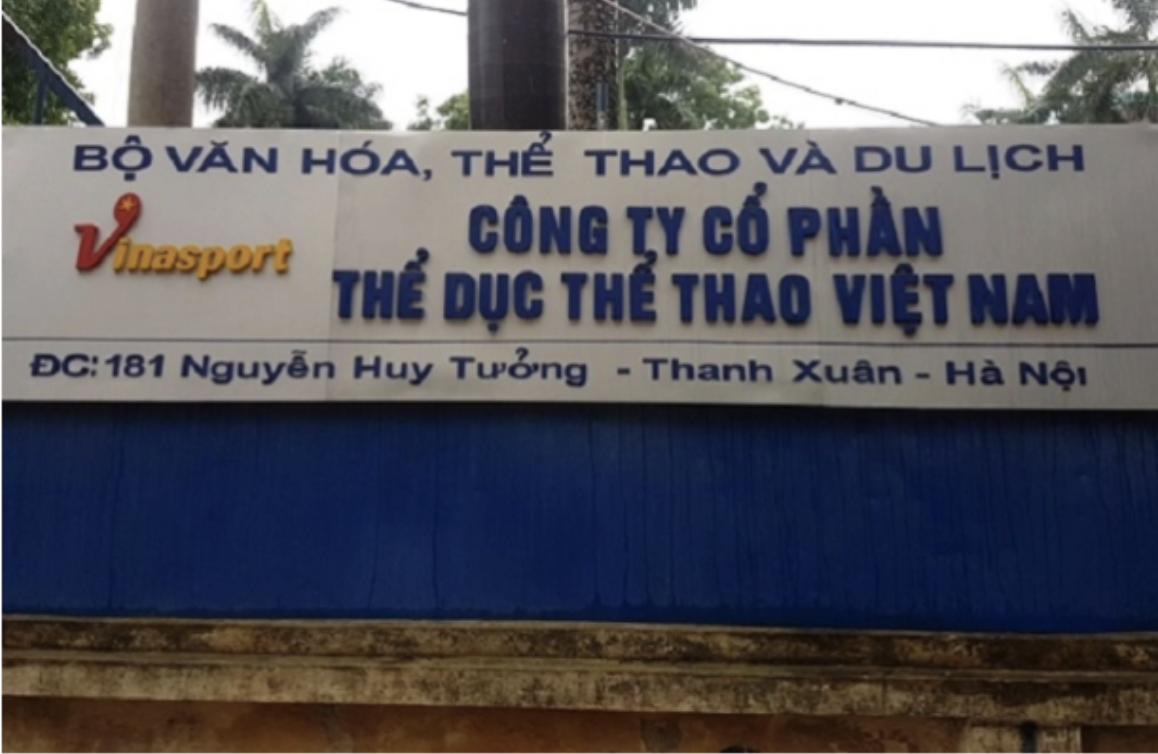 BỘ VĂN HÓA, THỂ THAO VÀ DU LỊCH
Vinasport
CÔNG TY CỔ PHẦN
THỂ DỤC THỂ THAO VIỆT NAM
ĐC: 181 Nguyễn Huy Tưởng - Thanh Xuân - Hà Nội